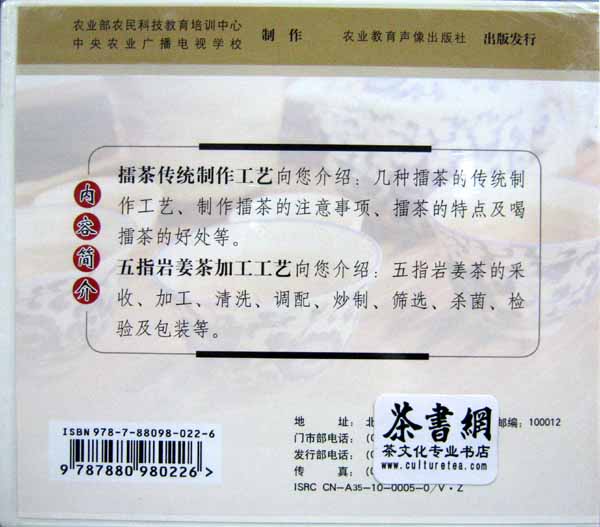 农业部农民科技教育培训中心
中央农业广播电视学校
制作
农业教育声像出版社
出版发行
内容简介
擂茶传统制作工艺向您介绍：几种擂茶的传统制
作工艺、制作擂茶的注意事项、擂茶的特点及喝
擂茶的好处等。
五指岩姜茶加工工艺向您介绍：五指岩姜茶的采
收、加工、清洗、调配、炒制、筛选、杀菌、检
验及包装等。
ISBN 978-7-88098-022-6
9 787880 980226 >
地 址：北
邮编：100012
门市部电话：(0
发行部电话：(0
传 真：(0
ISRC CN-A35-10-0005-0/V·Z
茶書網
茶文化专业书店
www.culturetea.com